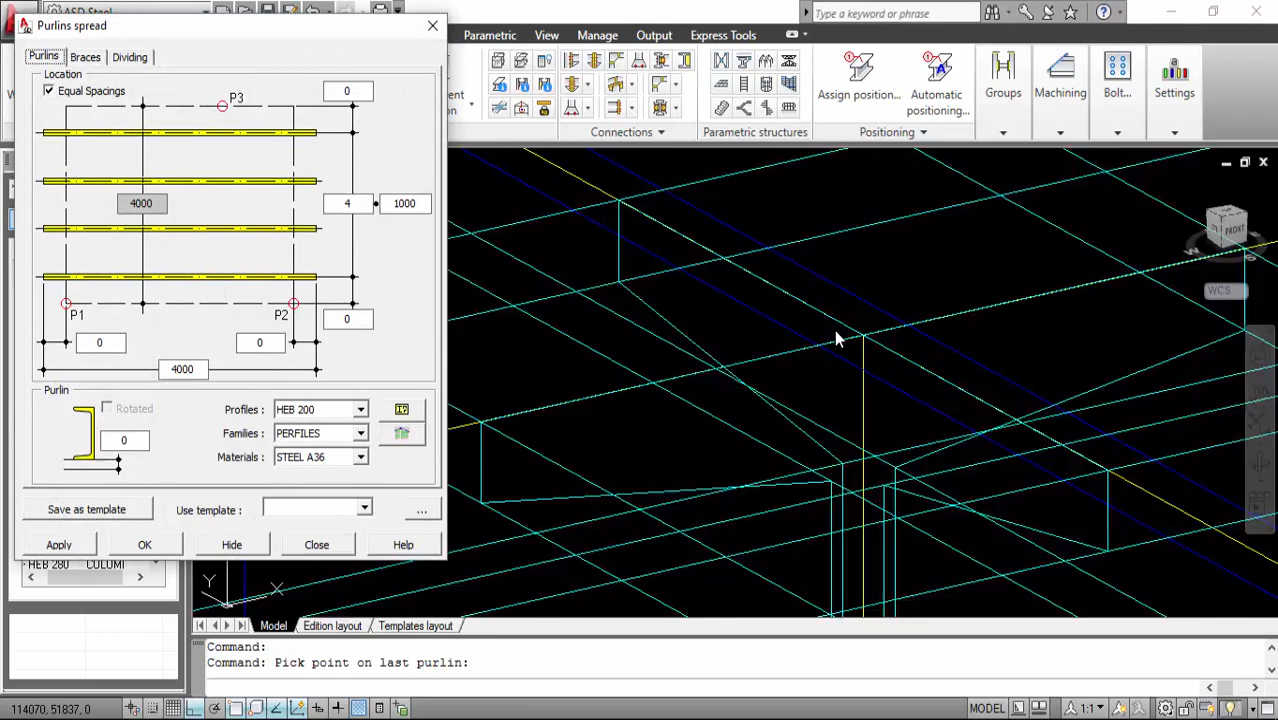 ASD Steel
Type a keyword or phrase
Purlins spread
Parametric
View
Manage
Output
Express Tools
Purlins
Braces
Dividing
Location
Equal Spacings
P3
0
4000
4
1000
P1
P2
0
0
0
4000
Purlin
Rotated
0
Profiles :
HEB 200
Families :
PERFILES
Materials :
STEEL A36
Save as template
Use template :
...
Apply
OK
Hide
Close
Help
Connections
Parametric structures
Assign position...
Automatic
positioning...
Positioning
Groups
Machining
Bolt...
Settings
FRONT
W
S
WCS
HEB 280
COLUMI
Y
X
Model
Edition layout
Templates layout
Command:
Command: Pick point on last purlin:
114070, 51837, 0
MODEL
1:1